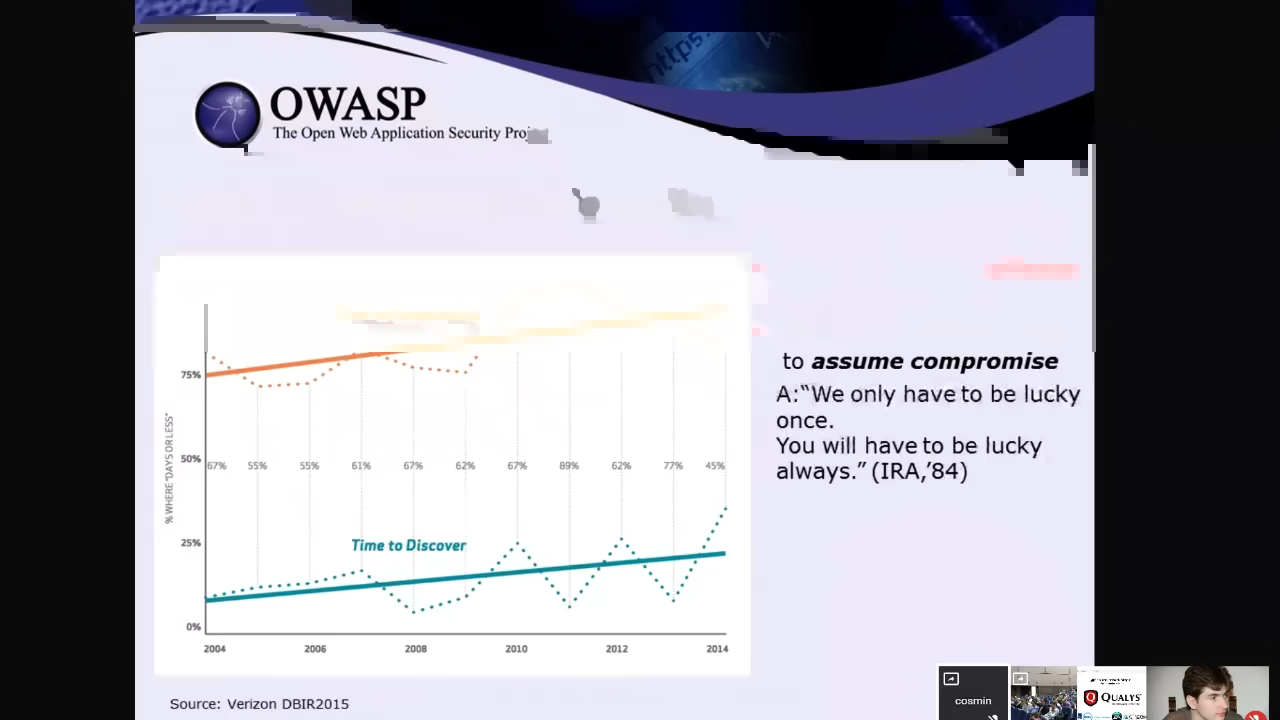 https:
OWASP
The Open Web Application Security
to assume compromise
A:“We only have to be lucky
once.
You will have to be lucky
always.” (IRA,’84)
75%
50%
25%
0%
% WHERE “DAYS OR LESS”
67% 55% 55% 61% 67% 62% 67% 89% 62% 77% 45%
Time to Discover
2004 2006 2008 2010 2012 2014
Source: Verizon DBIR2015
cosmin
QUALYS